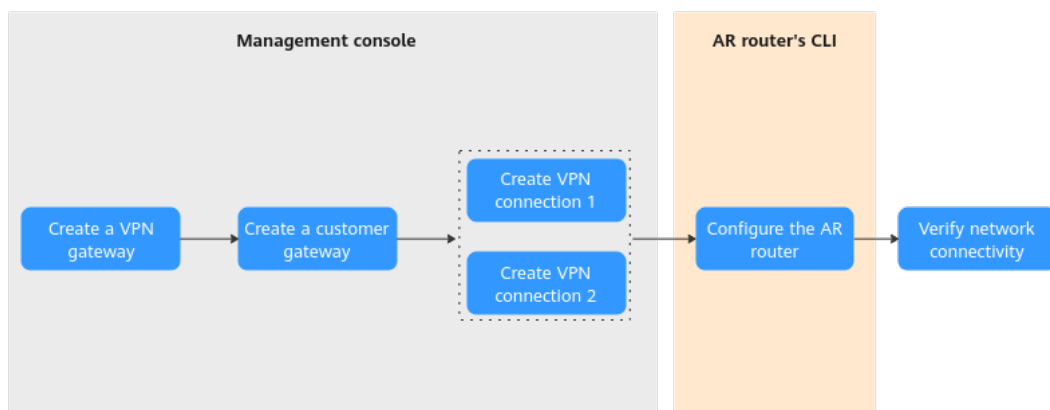 Management console
AR router's CLI
Create a VPN
gateway
Create a customer
gateway
Create VPN
connection 1
Create VPN
connection 2
Configure the AR
router
Verify network
connectivity